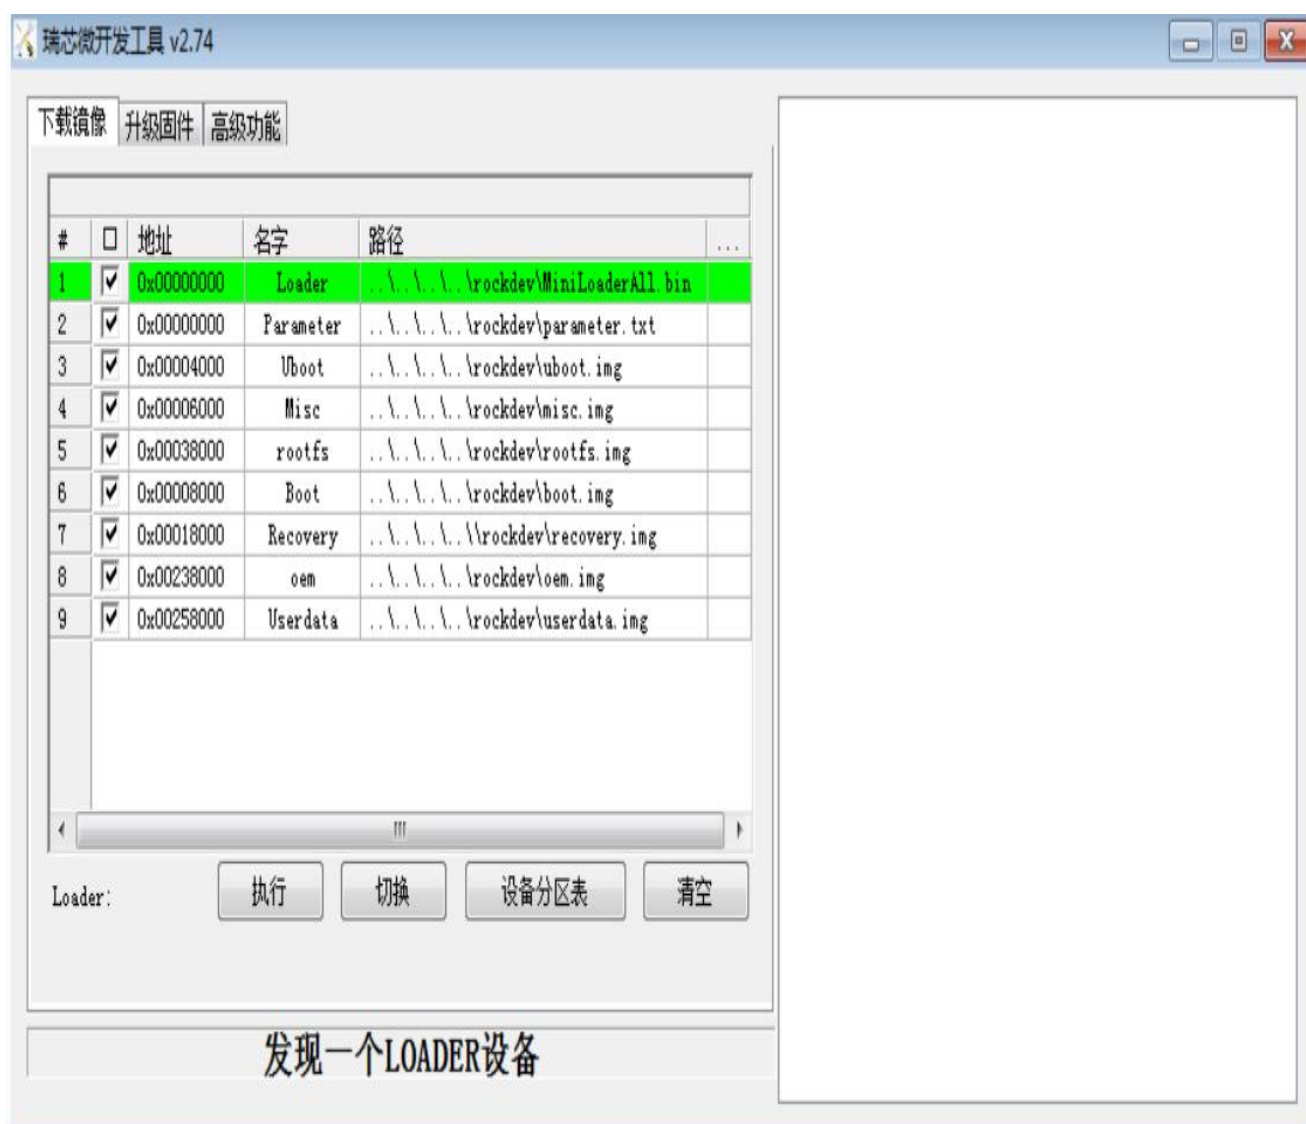 瑞芯微开发工具 v2.74
下载镜像 升级固件 高级功能
# 地址 名字 路径 ...
1 0x00000000 Loader ..\..\..\..\rockdev\MiniLoaderAll.bin
2 0x00000000 Parameter ..\..\..\..\rockdev\parameter.txt
3 0x00004000 Uboot ..\..\..\..\rockdev\uboot.img
4 0x00006000 Misc ..\..\..\..\rockdev\misc.img
5 0x00038000 rootfs ..\..\..\..\rockdev\rootfs.img
6 0x00008000 Boot ..\..\..\..\rockdev\boot.img
7 0x00018000 Recovery ..\..\..\..\\rockdev\recovery.img
8 0x00238000 oem ..\..\..\..\rockdev\oem.img
9 0x00258000 Userdata ..\..\..\..\rockdev\userdata.img
Loader: 执行 切换 设备分区表 清空
发现一个LOADER设备